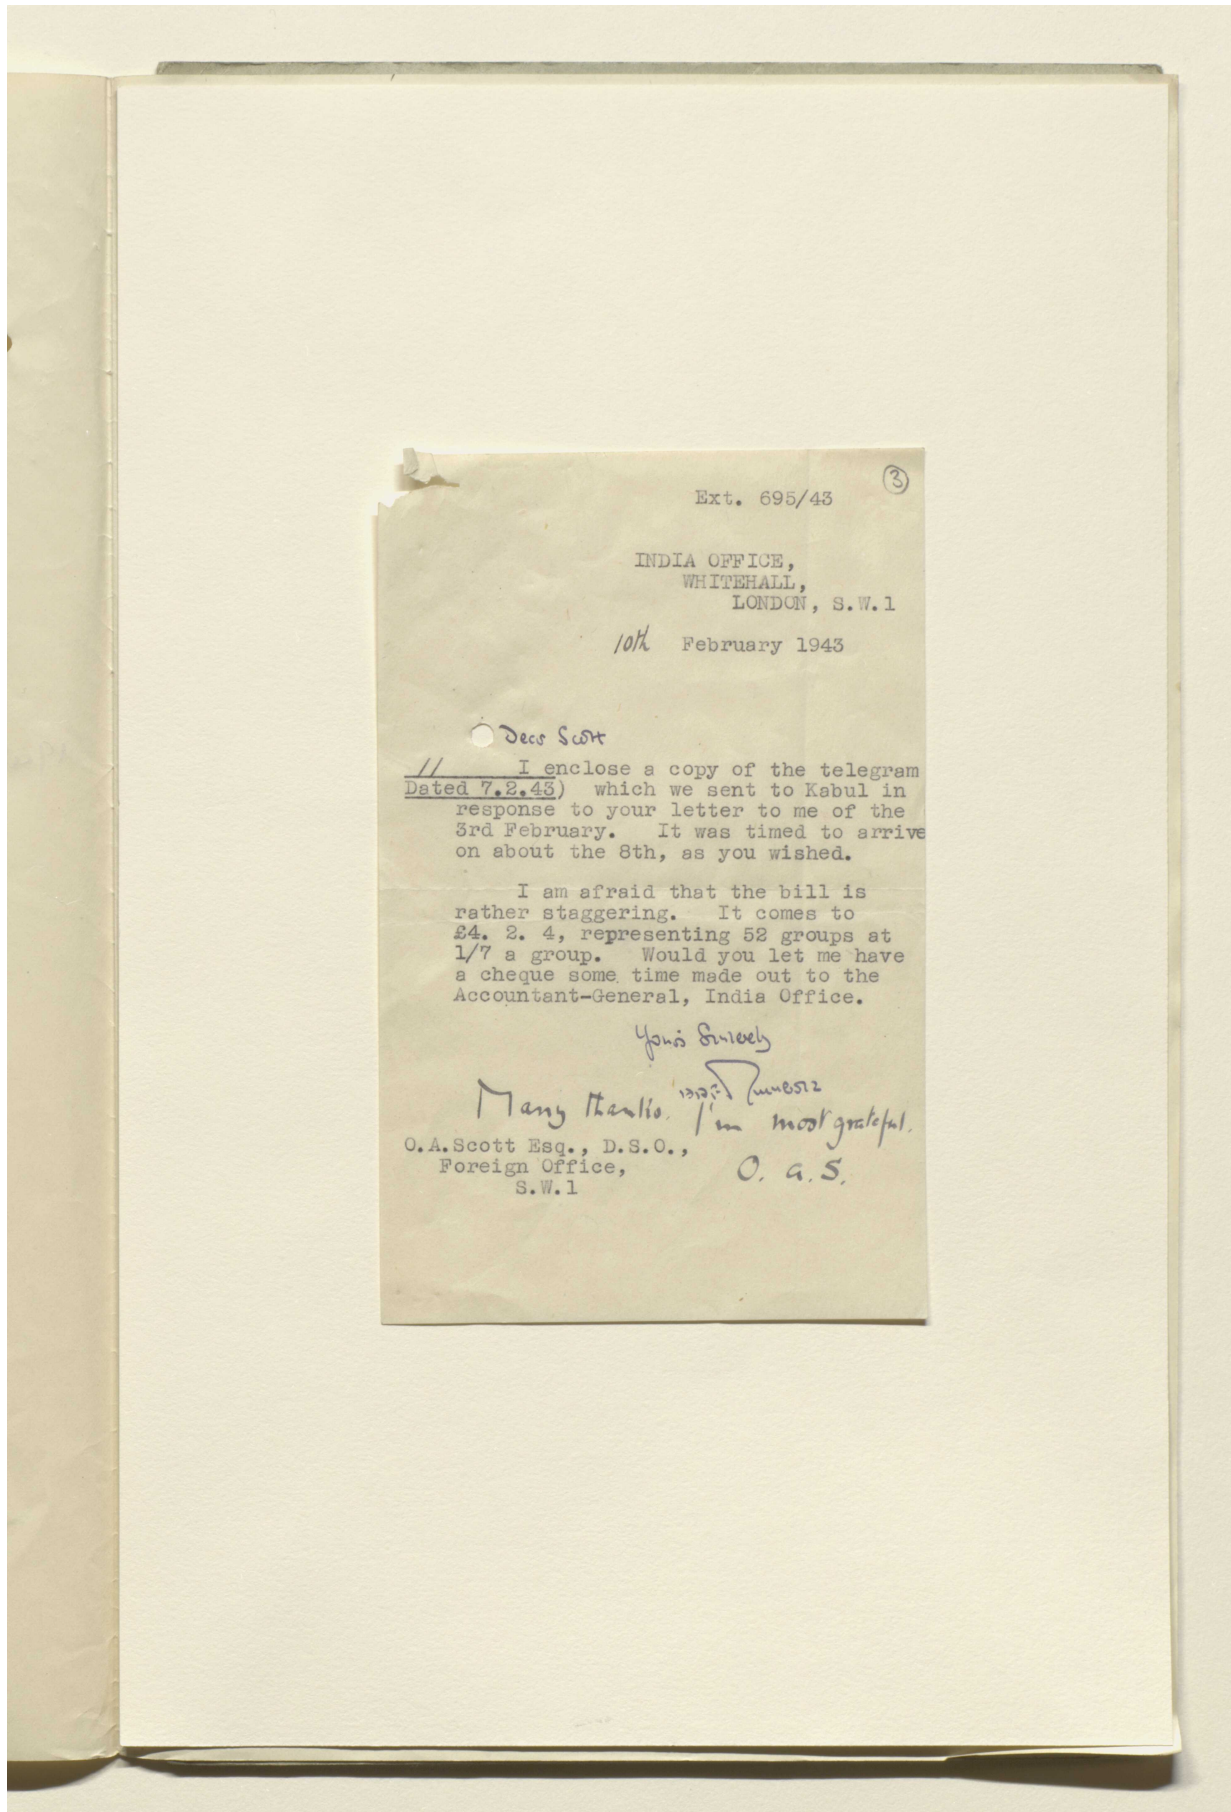 3
Ext. 695/43
INDIA OFFICE,
WHITEHALL,
LONDON, S.W.1
10th February 1943
Dear Scott
// I enclose a copy of the telegram
Dated 7.2.43) which we sent to Kabul in
response to your letter to me of the
3rd February. It was timed to arrive
on about the 8th, as you wished.
I am afraid that the bill is
rather staggering. It comes to
£4. 2. 4, representing 52 groups at
1/7 a group. Would you let me have
a cheque some time made out to the
Accountant-General, India Office.
Yours Sincerely
Many thanks. I'm most grateful.
O.A.Scott Esq., D.S.O.,
Foreign Office,
S.W.1
O. A. S.